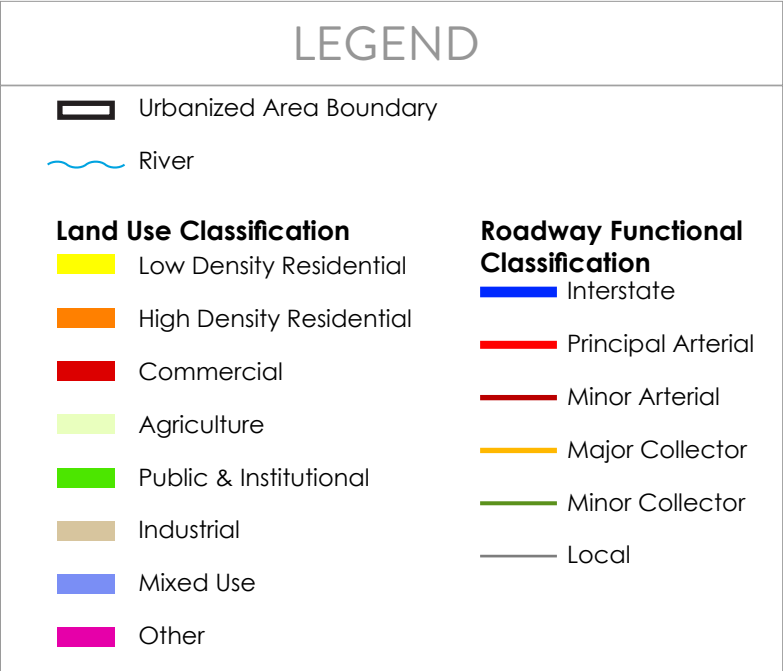 LEGEND
Urbanized Area Boundary
River
Land Use Classification
Low Density Residential
High Density Residential
Commercial
Agriculture
Public & Institutional
Industrial
Mixed Use
Other
Roadway Functional
Classification
Interstate
Principal Arterial
Minor Arterial
Major Collector
Minor Collector
Local